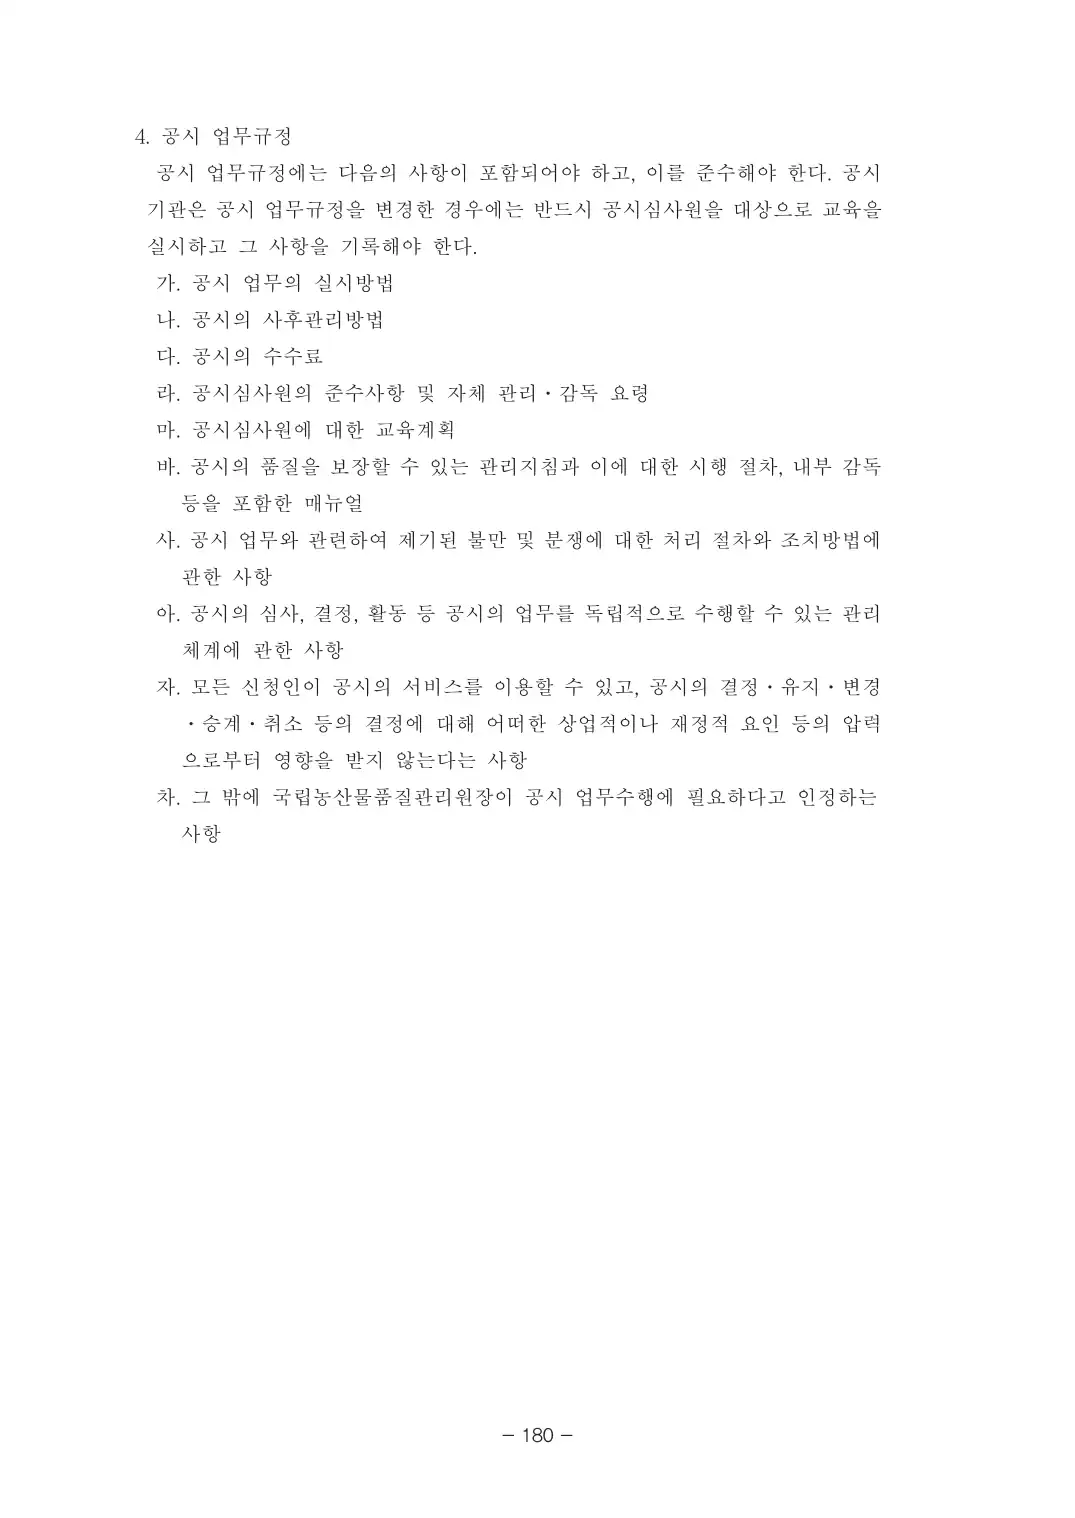 4. 공시 업무규정
공시 업무규정에는 다음의 사항이 포함되어야 하고, 이를 준수해야 한다. 공시
기관은 공시 업무규정을 변경한 경우에는 반드시 공시심사원을 대상으로 교육을
실시하고 그 사항을 기록해야 한다.
가. 공시 업무의 실시방법
나. 공시의 사후관리방법
다. 공시의 수수료
라. 공시심사원의 준수사항 및 자체 관리·감독 요령
마. 공시심사원에 대한 교육계획
바. 공시의 품질을 보장할 수 있는 관리지침과 이에 대한 시행 절차, 내부 감독
등을 포함한 매뉴얼
사. 공시 업무와 관련하여 제기된 불만 및 분쟁에 대한 처리 절차와 조치방법에
관한 사항
아. 공시의 심사, 결정, 활동 등 공시의 업무를 독립적으로 수행할 수 있는 관리
체계에 관한 사항
자. 모든 신청인이 공시의 서비스를 이용할 수 있고, 공시의 결정·유지·변경
·승계·취소 등의 결정에 대해 어떠한 상업적이나 재정적 요인 등의 압력
으로부터 영향을 받지 않는다는 사항
차. 그 밖에 국립농산물품질관리원장이 공시 업무수행에 필요하다고 인정하는
사항
- 180 -